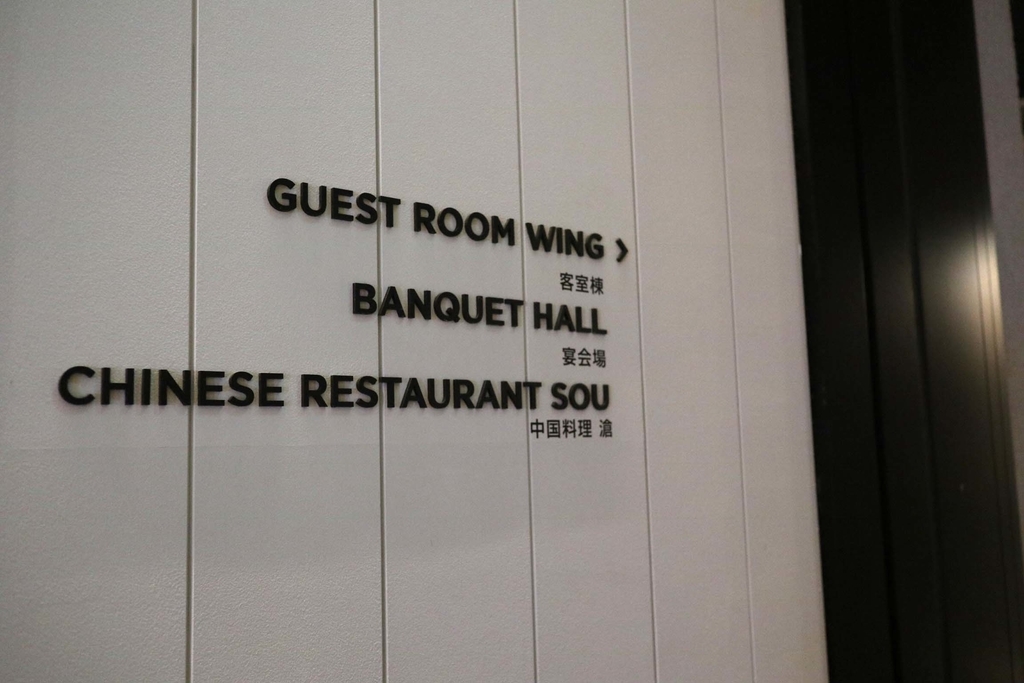 GUEST ROOM WING ›
客室棟
BANQUET HALL
宴会場
CHINESE RESTAURANT SOU
中国料理 滄